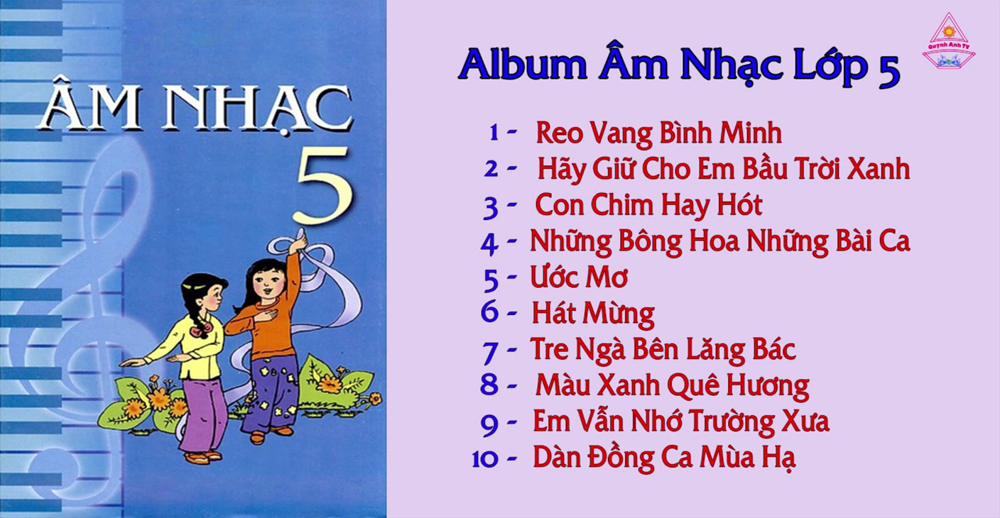 ÂM NHẠC
5
Quynh Anh TV
Album Âm Nhạc Lớp 5
1 - Reo Vang Bình Minh
2 - Hãy Giữ Cho Em Bầu Trời Xanh
3 - Con Chim Hay Hót
4 - Những Bông Hoa Những Bài Ca
5 - Ước Mơ
6 - Hát Mừng
7 - Tre Ngà Bên Lăng Bác
8 - Màu Xanh Quê Hương
9 - Em Vẫn Nhớ Trường Xưa
10 - Dàn Đồng Ca Mùa Hạ